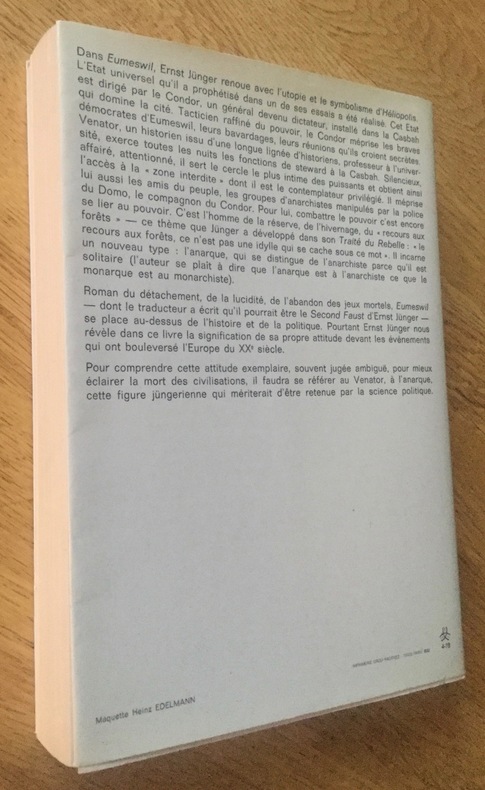 Dans Eumeswil, Ernst Jünger renoue avec l'utopie et le symbolisme d'Héliopolis.
L'Etat universel qu'il a prophétisé dans un de ses essais a été réalisé. Cet Etat
est dirigé par le Condor, un général devenu dictateur, installé dans la Casbah
qui domine la cité. Tacticien raffiné du pouvoir, le Condor méprise les braves
démocrates d'Eumeswil, leurs bavardages, leurs réunions qu'ils croient secrètes.
Venator, un historien issu d'une longue lignée d'historiens, professeur à l'univer-
sité, exerce toutes les nuits les fonctions de steward à la Casbah. Silencieux,
affairé, attentionné, il sert le cercle le plus intime des puissants et obtient ainsi
l'accès à la « zone interdite » dont il est le contemplateur privilégié. Il méprise
lui aussi les amis du peuple, les groupes d'anarchistes manipulés par la police
du Domo, le compagnon du Condor. Pour lui, combattre le pouvoir c'est encore
se lier au pouvoir. C'est l'homme de la réserve, de l'hivernage, du « recours aux
forêts » — ce thème que Jünger a développé dans son Traité du Rebelle : « le
recours aux forêts, ce n'est pas une idylle qui se cache sous ce mot ». Il incarne
un nouveau type : l'anarque, qui se distingue de l'anarchiste parce qu'il est
solitaire (l'auteur se plaît à dire que l'anarque est à l'anarchiste ce que le
monarque est au monarchiste).
Roman du détachement, de la lucidité, de l'abandon des jeux mortels, Eumeswil
— dont le traducteur a écrit qu'il pourrait être le Second Faust d'Ernst Jünger —
se place au-dessus de l'histoire et de la politique. Pourtant Ernst Jünger nous
révèle dans ce livre la signification de sa propre attitude devant les événements
qui ont bouleversé l'Europe du XXe siècle.
Pour comprendre cette attitude exemplaire, souvent jugée ambiguë, pour mieux
éclairer la mort des civilisations, il faudra se référer au Venator, à l'anarque,
cette figure jüngerienne qui mériterait d'être retenue par la science politique.
Maquette Heinz EDELMANN